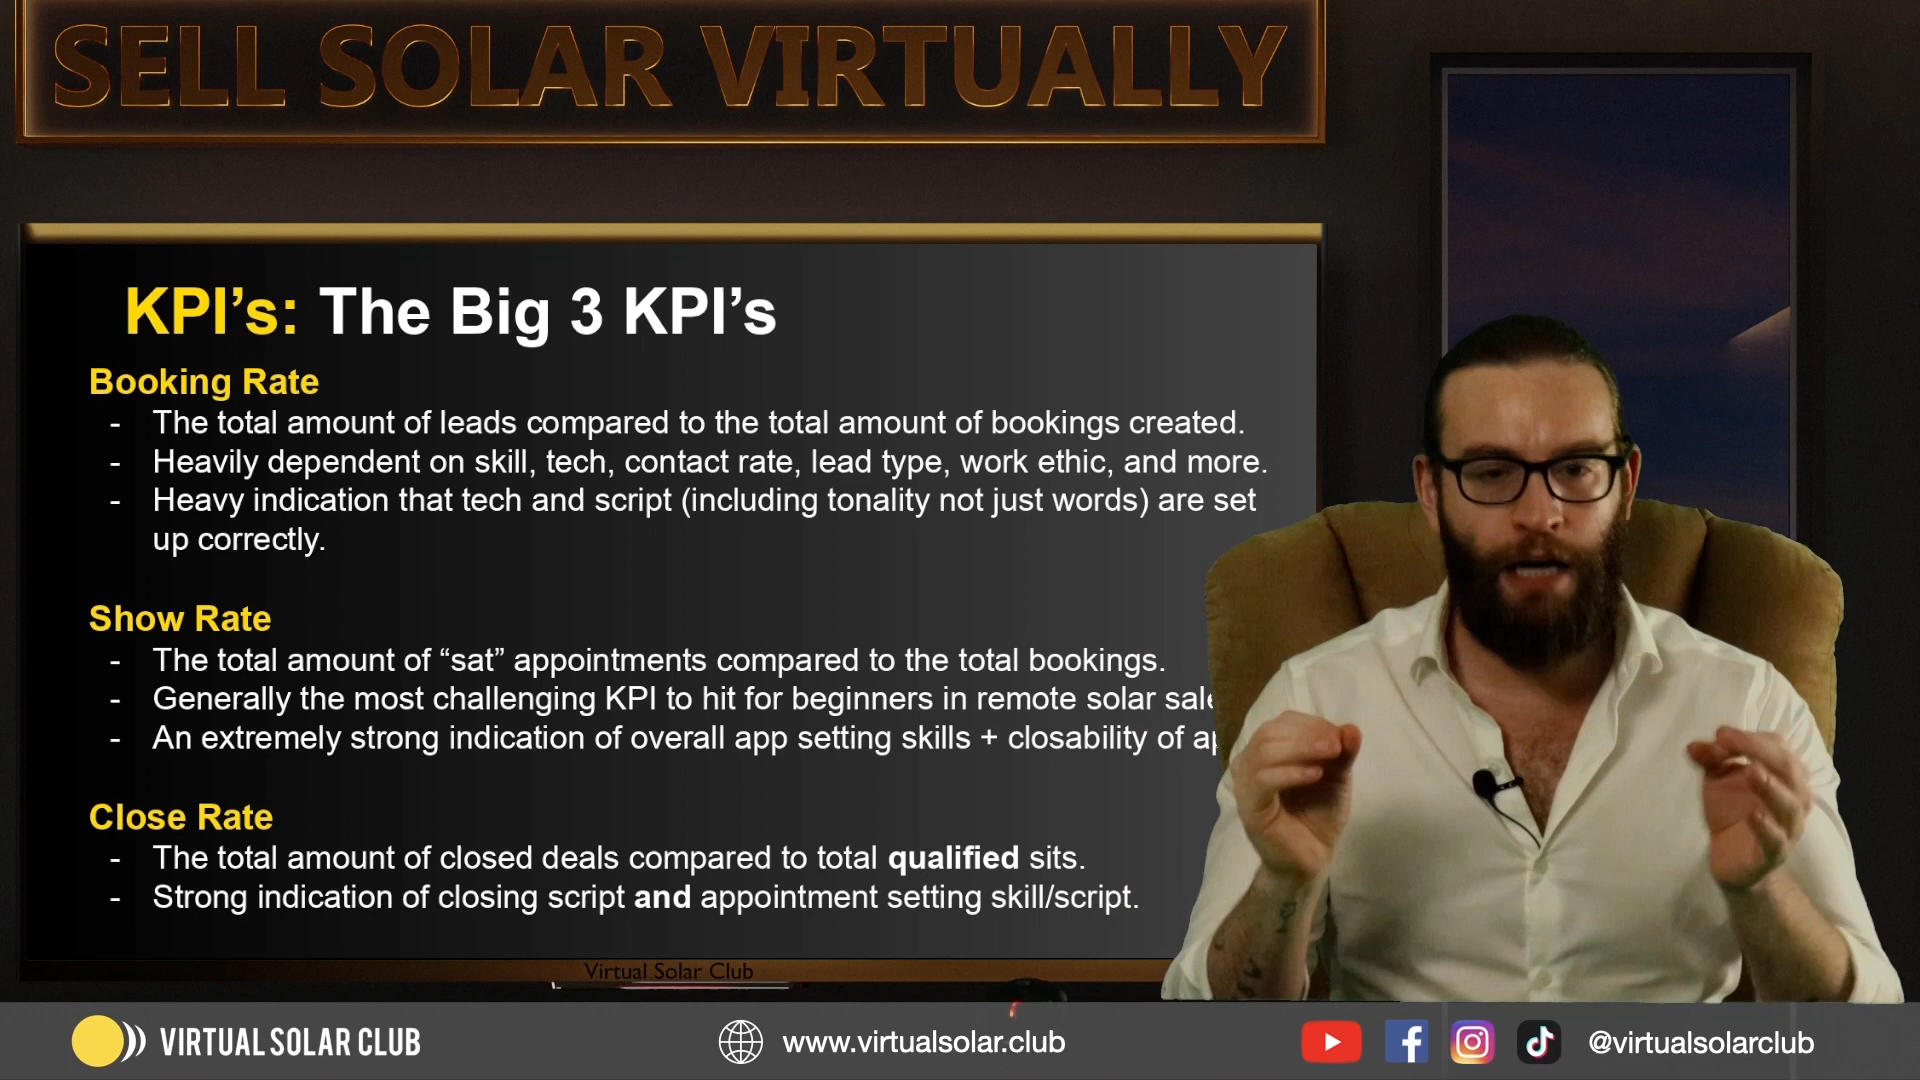 SELL SOLAR VIRTUALLY
KPI’s: The Big 3 KPI’s
Booking Rate
- The total amount of leads compared to the total amount of bookings created.
- Heavily dependent on skill, tech, contact rate, lead type, work ethic, and more.
- Heavy indication that tech and script (including tonality not just words) are set
up correctly.
Show Rate
- The total amount of “sat” appointments compared to the total bookings.
- Generally the most challenging KPI to hit for beginners in remote solar
- An extremely strong indication of overall app setting skills + closability of
Close Rate
- The total amount of closed deals compared to total qualified sits.
- Strong indication of closing script and appointment setting skill/script.
Virtual Solar Club
VIRTUAL SOLAR CLUB
www.virtualsolar.club
@virtualsolarclub